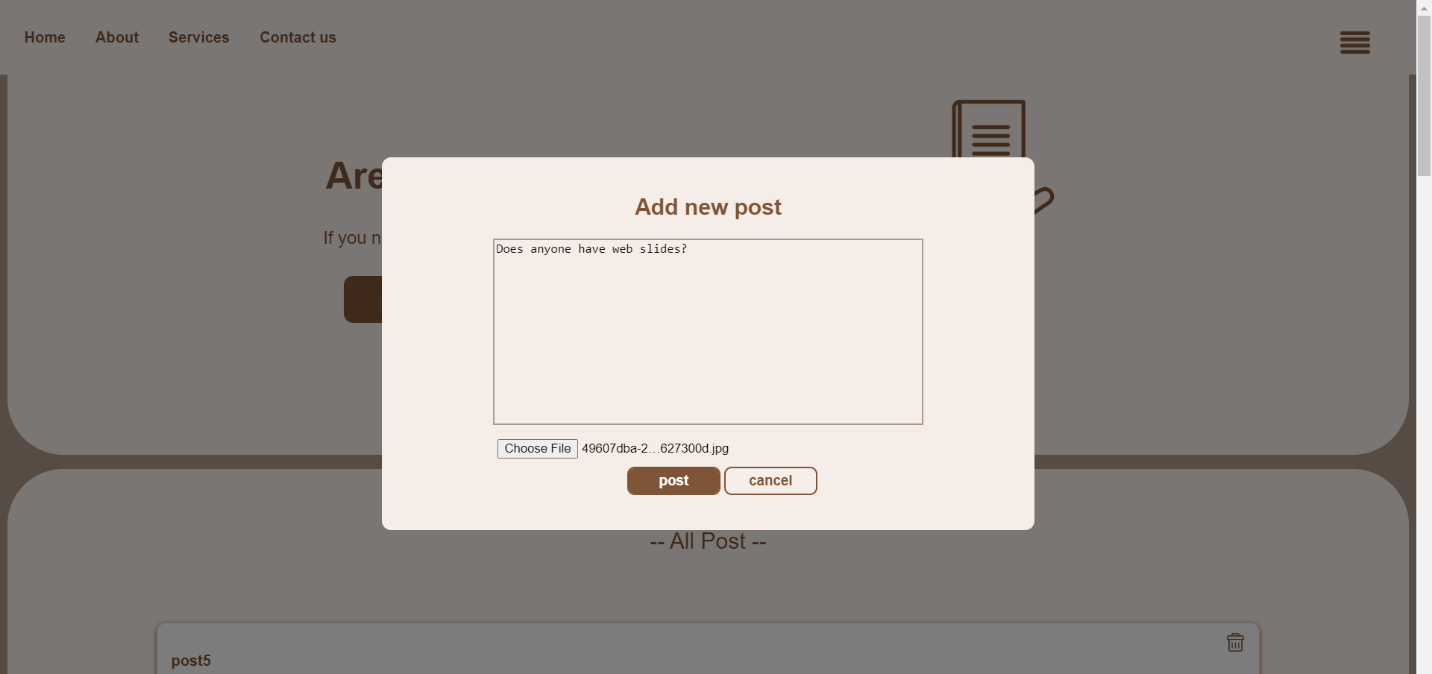 Home About Services Contact us
Are
If you n
Add new post
Does anyone have web slides?
Choose File 49607dba-2...627300d.jpg
post cancel
-- All Post --
post5